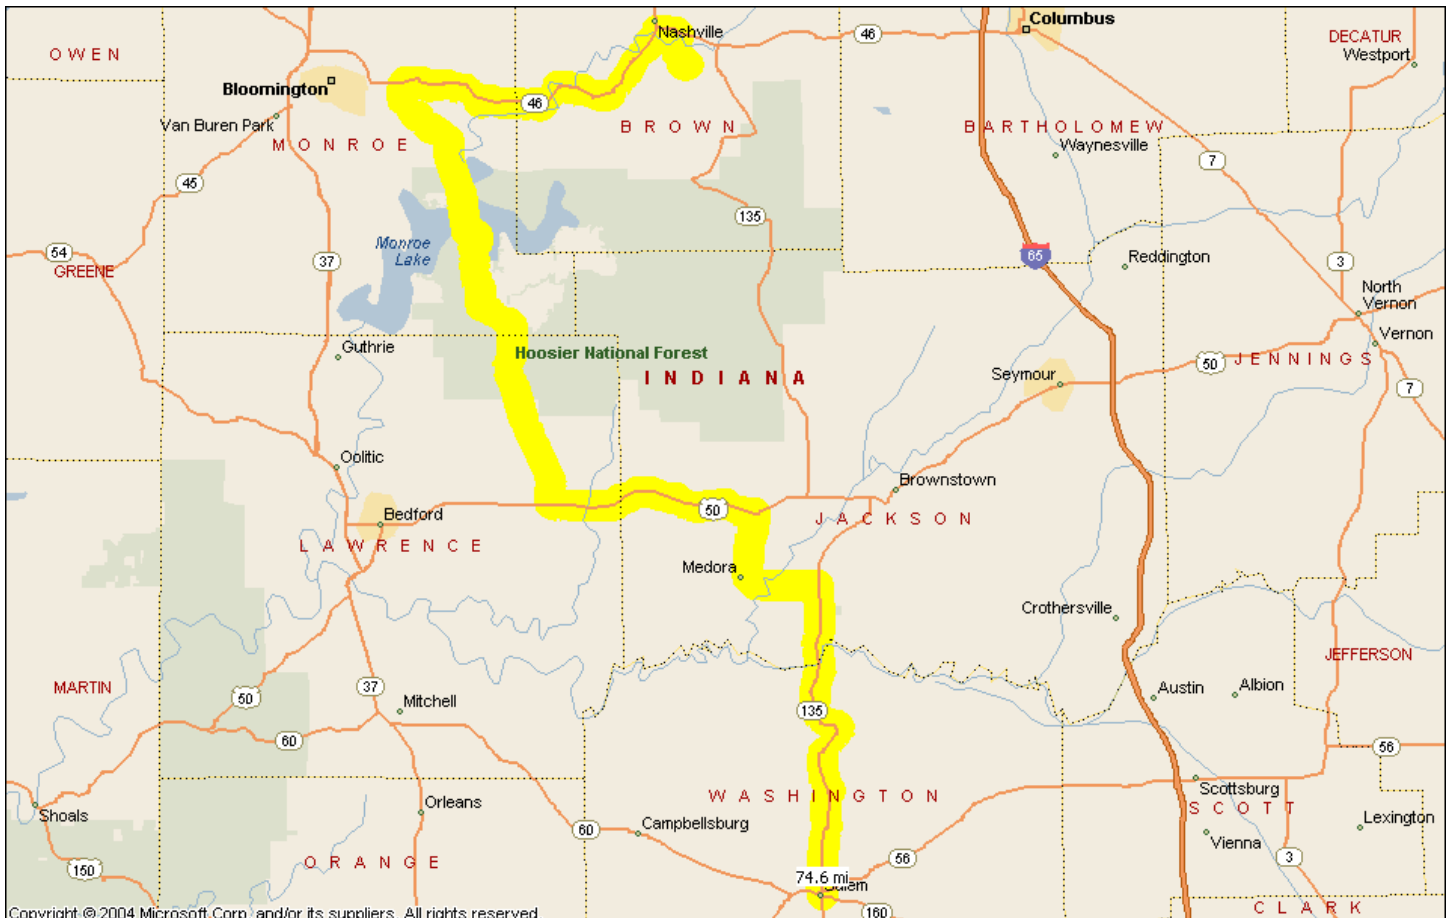 Nashville
Columbus
46
OWEN
DECATUR
Westport
Bloomington
46
Van Buren Park
BROWN
BARTHOLOMEW
MONROE
Waynesville
7
45
135
Monroe
Lake
54
GREENE
37
65
Reddington
3
North
Vernon
Guthrie
Vernon
Hoosier National Forest
INDIANA
50
JENNINGS
Seymour
7
Oolitic
Brownstown
50
Bedford
JACKSON
LAWRENCE
Medora
Crothersville
JEFFERSON
MARTIN
37
50
Mitchell
Austin
Albion
135
60
56
WASHINGTON
Scottsburg
SCOTT
Shoals
Orleans
60
Campbellsburg
Lexington
Vienna
ORANGE
56
3
150
74.6 mi
Salem
160
CLARK
Copyright © 2004 Microsoft Corp. and/or its suppliers. All rights reserved